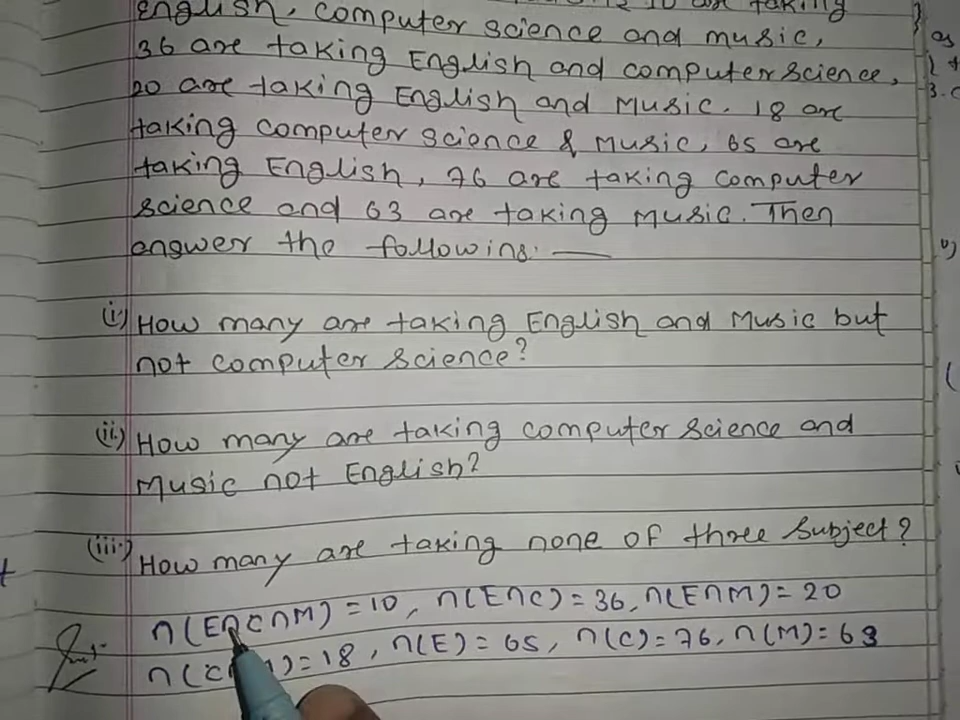 10 are taking
English, computer science and music,
36 are taking English and computer science,
20 are taking English and Music. 18 are
taking computer science & Music, 65 are
taking English, 76 are taking computer
science and 63 are taking Music. Then
answer the following. —
(i) How many are taking English and Music but
not computer science?
(ii.) How many are taking computer science and
Music not English?
(iii.) How many are taking none of three subject?
n(E∩C∩M) = 10, n(E∩C) = 36, n(E∩M) = 20
n(C M) = 18, n(E) = 65, n(C) = 76, n(M) = 63